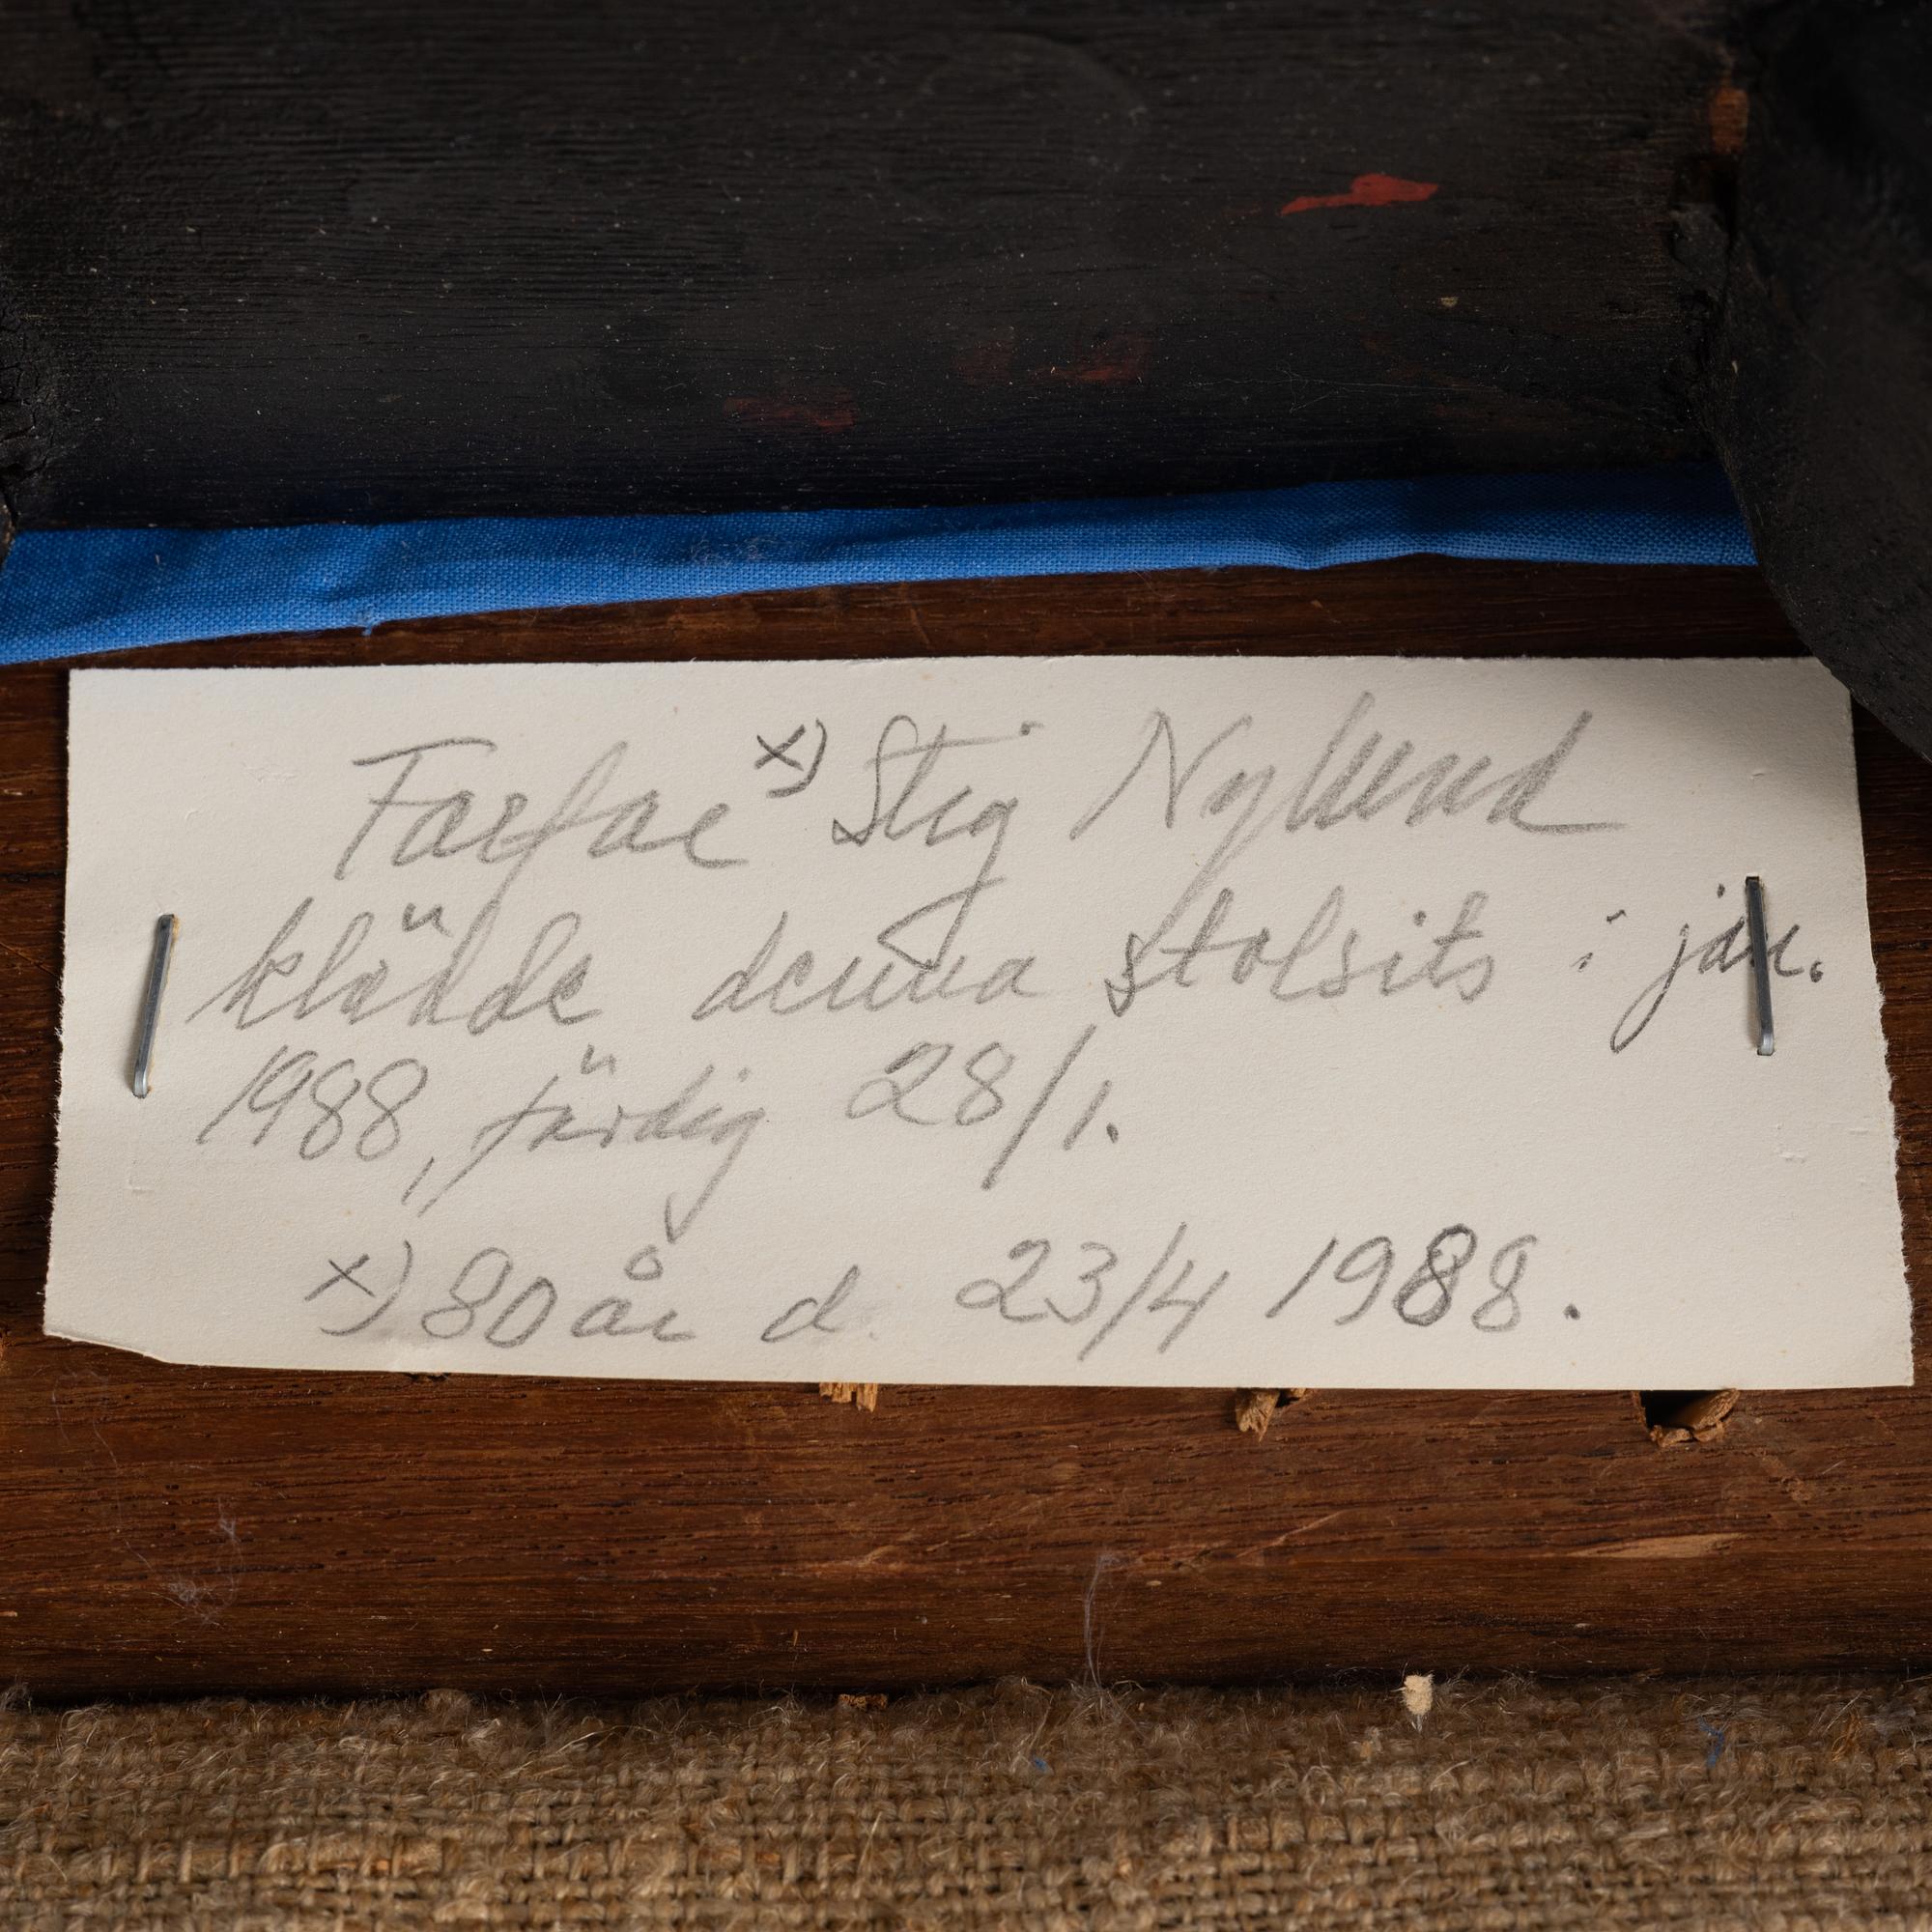 Farfar x) Stig Nylund
klädde denna stolsits i jan.
1988, färdig 28/1.
x) 80 år d. 23/4 1988.